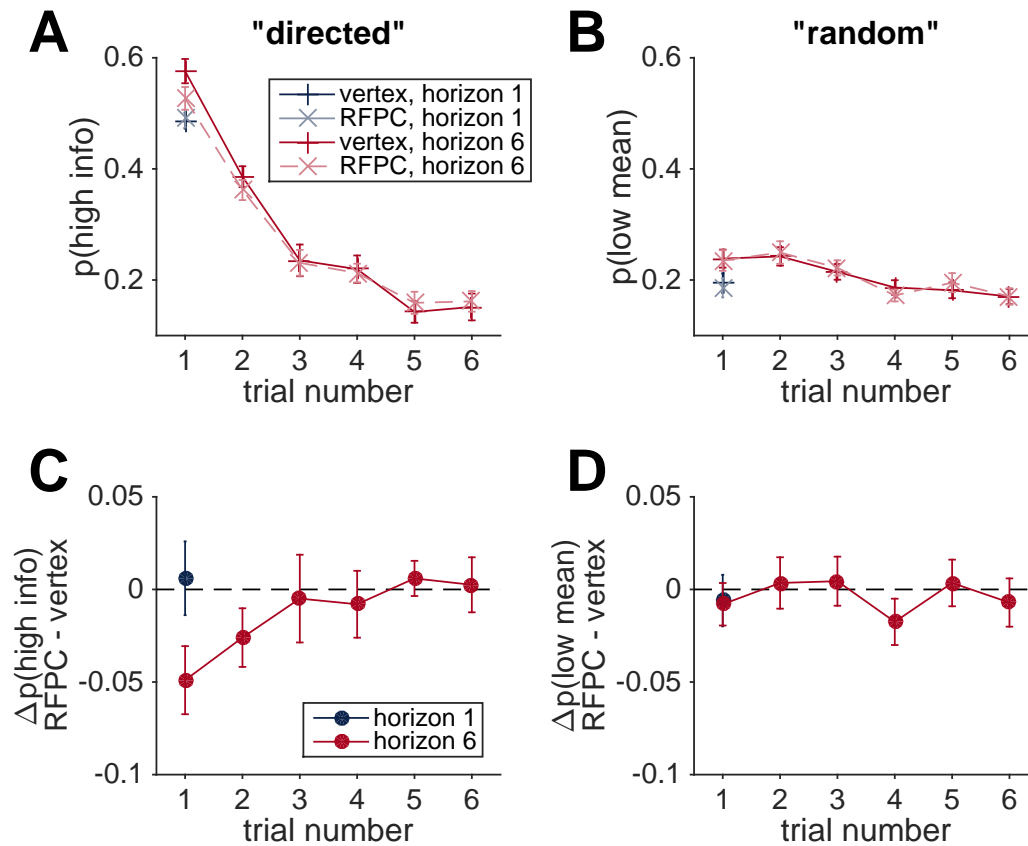 A
"directed"
0.6
0.4
0.2
p(high info)
vertex, horizon 1
RFPC, horizon 1
vertex, horizon 6
RFPC, horizon 6
1 2 3 4 5 6
trial number
B
"random"
0.6
0.4
0.2
p(low mean)
1 2 3 4 5 6
trial number
C
0.05
0
-0.05
-0.1
Δp(high info)
RFPC - vertex
horizon 1
horizon 6
1 2 3 4 5 6
trial number
D
0.05
0
-0.05
-0.1
Δp(low mean)
RFPC - vertex
1 2 3 4 5 6
trial number